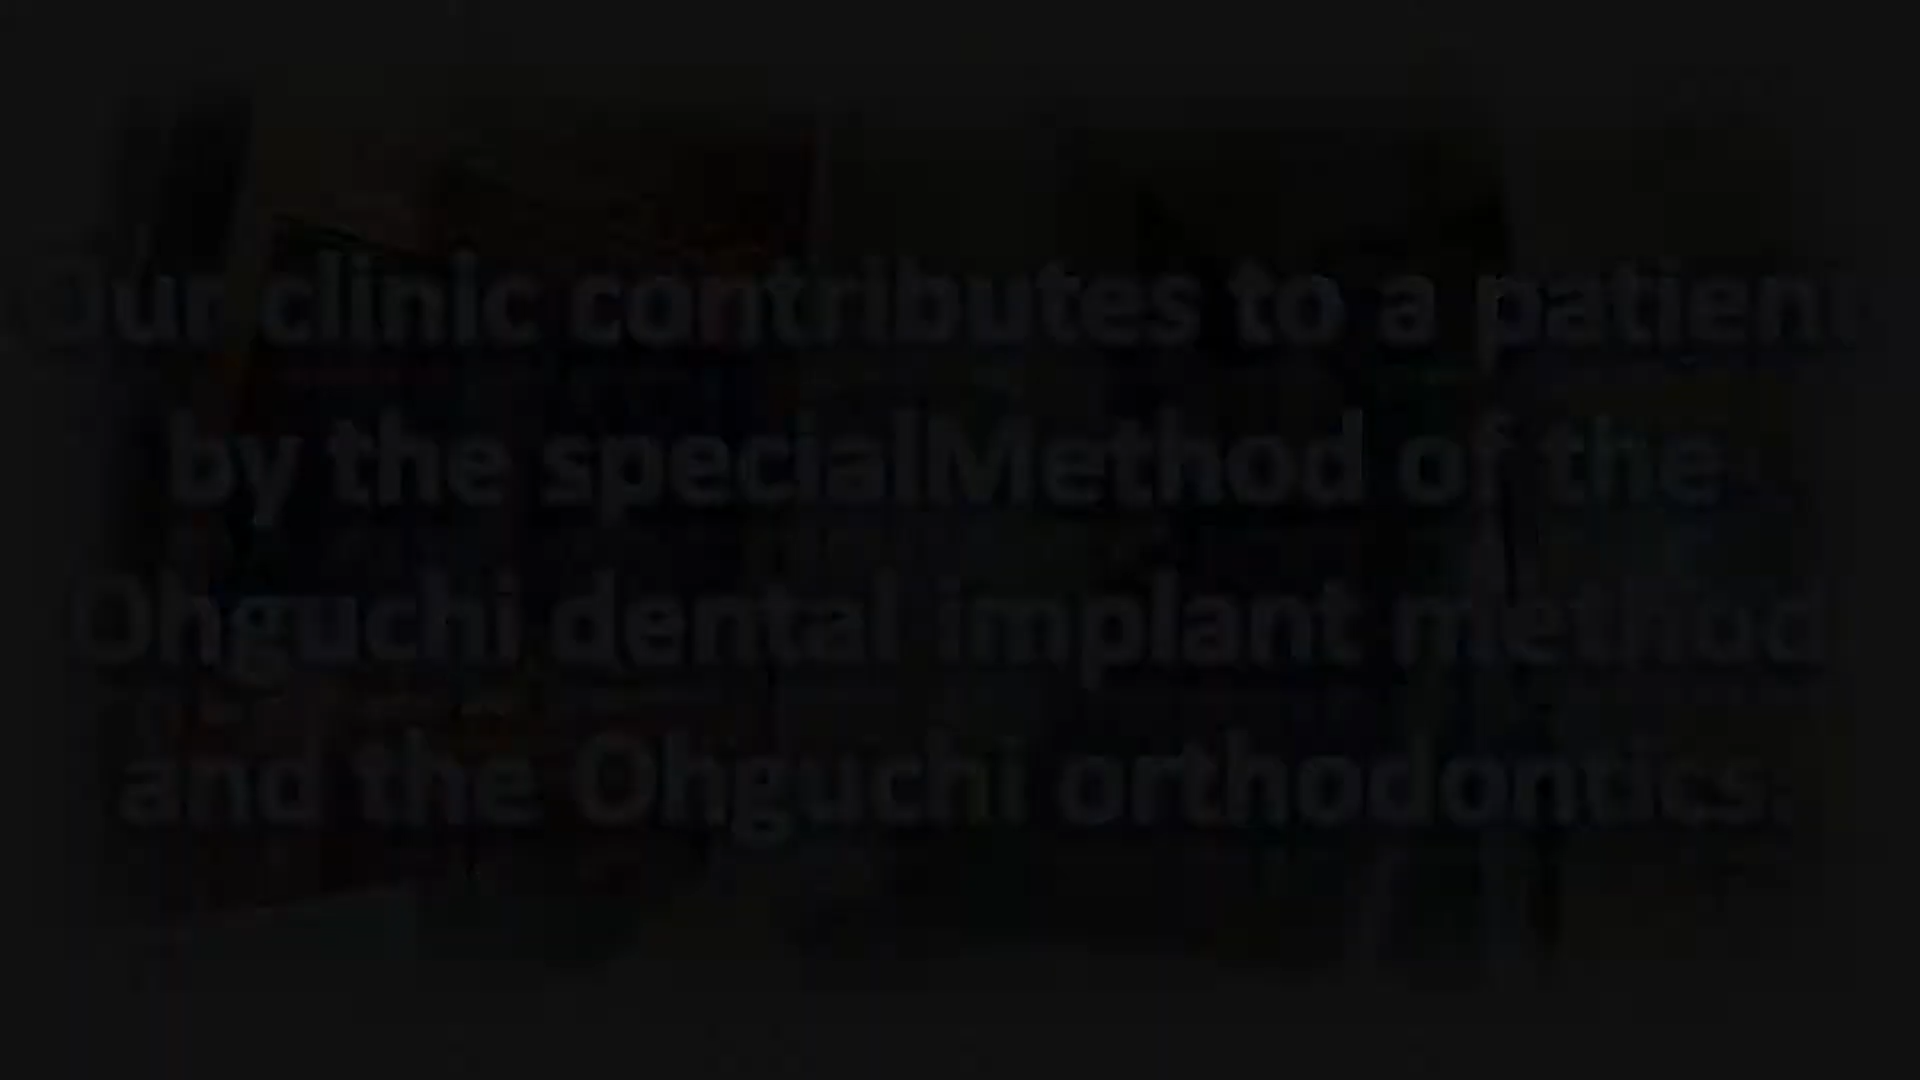 Our clinic contributes to a patient
by the specialMethod of the
Ohguchi dental implant method
and the Ohguchi orthodontics.